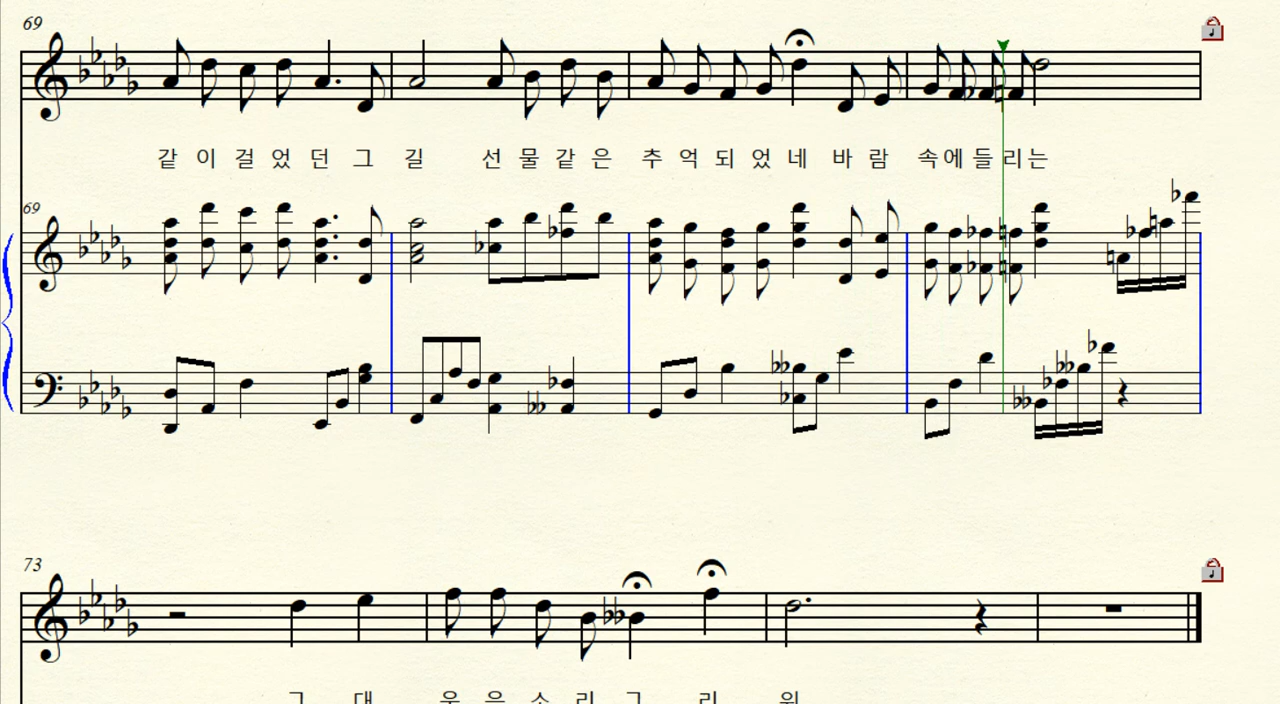 69
같 이 걸 었 던 그 길 선 물 같 은 추 억 되 었 네 바 람 속 에 들 리 는
69
73
그 대 웃 음 소 리 그 리 워